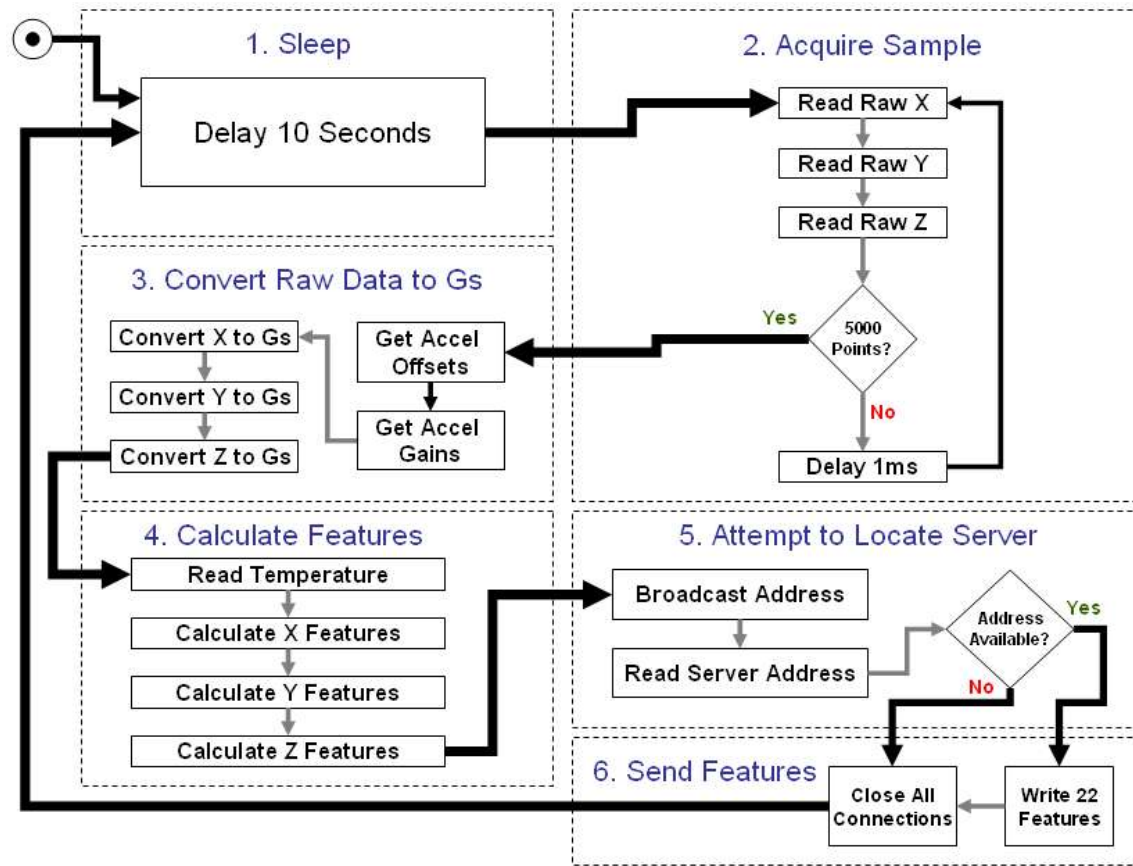 1. Sleep
Delay 10 Seconds
2. Acquire Sample
Read Raw X
Read Raw Y
Read Raw Z
5000
Points?
Yes
No
Delay 1ms
3. Convert Raw Data to Gs
Get Accel
Offsets
Get Accel
Gains
Convert X to Gs
Convert Y to Gs
Convert Z to Gs
4. Calculate Features
Read Temperature
Calculate X Features
Calculate Y Features
Calculate Z Features
5. Attempt to Locate Server
Broadcast Address
Read Server Address
Address
Available?
Yes
No
6. Send Features
Close All
Connections
Write 22
Features